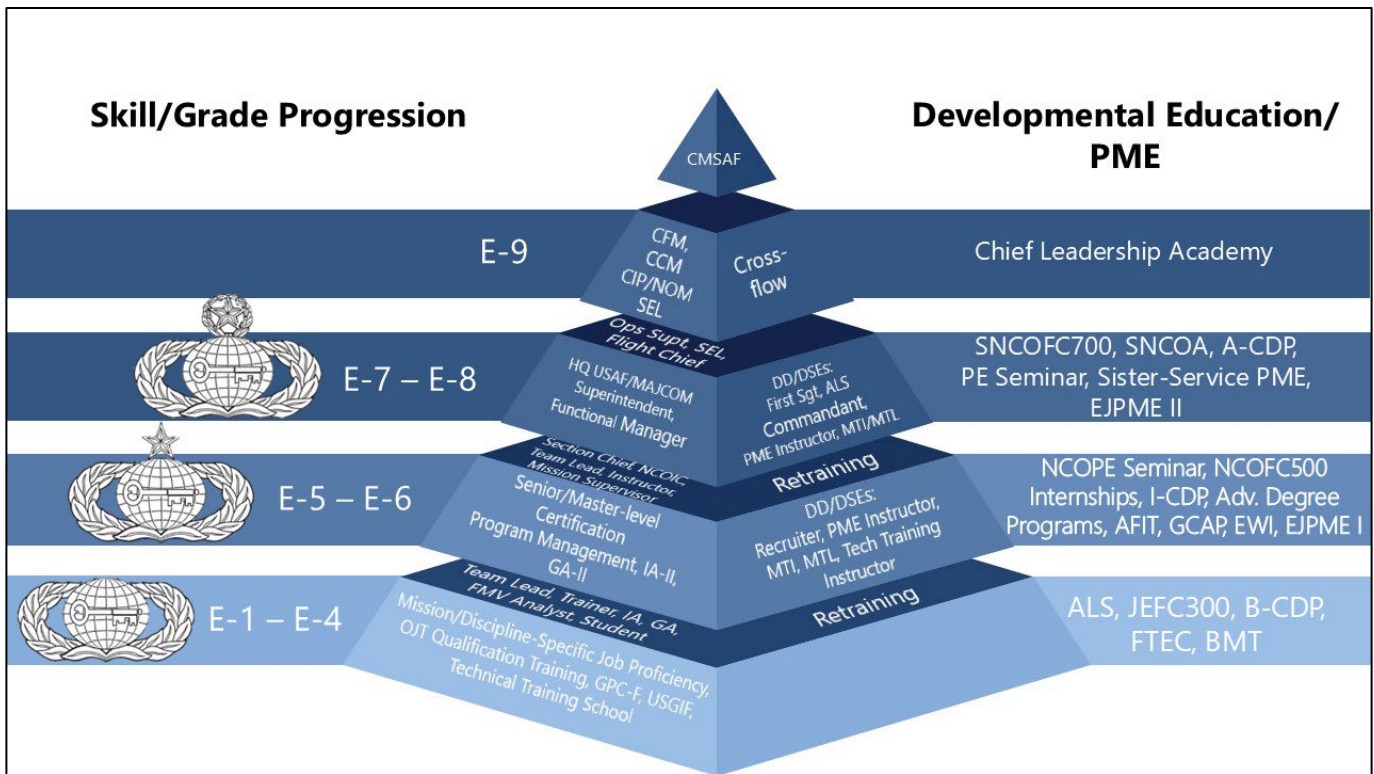 Skill/Grade Progression
Developmental Education/
PME
CMSAF
E-9
CFM,
CCM
CIP/NOM
SEL
Cross-
flow
Chief Leadership Academy
E-7 – E-8
Ops Supt, SEL,
Flight Chief
HQ USAF/MAJCOM
Superintendent,
Functional Manager
DD/DSEs:
First Sgt, ALS
Commandant,
PME Instructor, MTI/MTL
SNCOFC700, SNCOA, A-CDP,
PE Seminar, Sister-Service PME,
EJPME II
E-5 – E-6
Section Chief, NCOIC,
Team Lead, Instructor,
Mission Supervisor
Senior/Master-level
Certification
Program Management, IA-II,
GA-II
Retraining
DD/DSEs:
Recruiter, PME Instructor,
MTI, MTL, Tech Training
Instructor
NCOPE Seminar, NCOFC500
Internships, I-CDP, Adv. Degree
Programs, AFIT, GCAP, EWI, EJPME I
E-1 – E-4
Team Lead, Trainer, IA, GA,
FMV Analyst, Student
Mission/Discipline-Specific Job Proficiency,
OJT Qualification Training, GPC-F, USGIF,
Technical Training School
Retraining
ALS, JEFC300, B-CDP,
FTEC, BMT